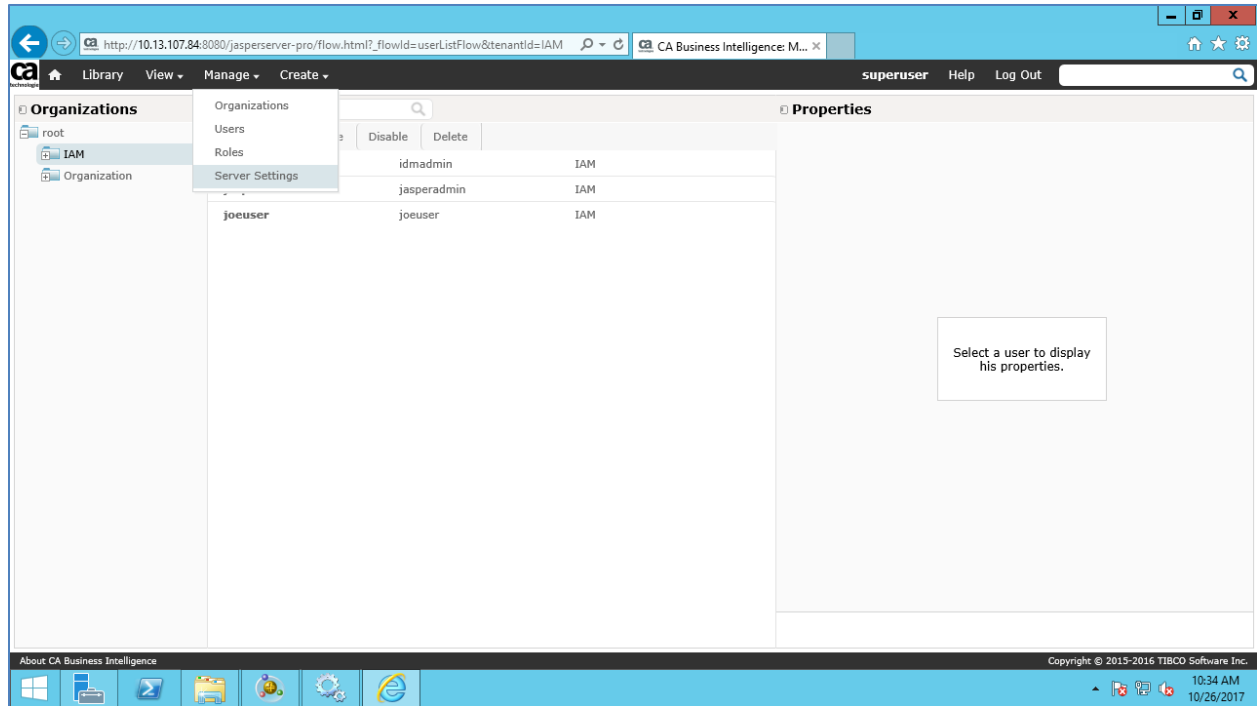 http://10.13.107.84:8080/jasperserver-pro/flow.html?_flowId=userListFlow&tenantId=IAM
ca CA Business Intelligence: M...
ca
technologies
Library View Manage Create superuser Help Log Out
Organizations
Properties
root
IAM
Organization
Organizations
Users
Roles
Server Settings
Disable Delete
idmadmin IAM
jasperadmin IAM
joeuser joeuser IAM
Select a user to display
his properties.
About CA Business Intelligence
Copyright © 2015-2016 TIBCO Software Inc.
10:34 AM
10/26/2017